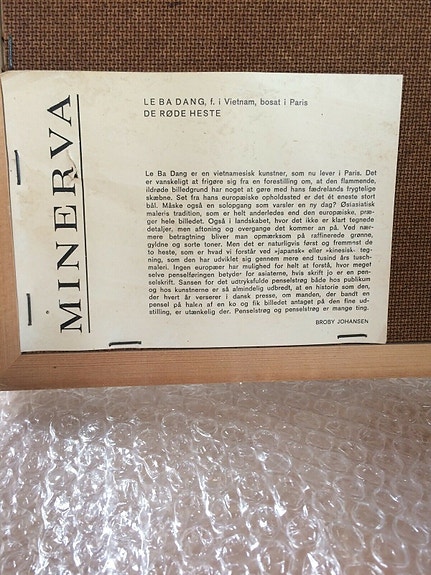 MINERVA
LE BA DANG, f. i Vietnam, bosat i Paris
DE RØDE HESTE
Le Ba Dang er en vietnamesisk kunstner, som nu lever i Paris. Det
er vanskeligt at frigøre sig fra en forestilling om, at den flammende,
ildrøde billedgrund har noget at gøre med hans fædrelands frygtelige
skæbne. Set fra hans europæiske opholdssted er det ét eneste stort
bål. Måske også en solopgang som varsler en ny dag? Østasiatisk
maleris tradition, som er helt anderledes end den europæiske, præ-
ger hele billedet. Også i landskabet, hvor det ikke er klart tegnede
detaljer, men aftoning og overgange det kommer an på. Ved nær-
mere betragtning bliver man opmærksom på raffinerede grønne,
gyldne og sorte toner. Men det er naturligvis først og fremmest de
to heste, som er hvad vi forstår ved »japansk« eller »kinesisk« teg-
ning, som den har udviklet sig gennem mere end tusind års tusch-
maleri. Ingen europæer har mulighed for helt at forstå, hvor meget
selve penselføringen betyder for asiaterne, hvis skrift jo er en pen-
selskrift. Sansen for det udtryksfulde penselstrøg både hos publikum
og hos kunstnerne er så almindelig udbredt, at en historie som den,
der hvert år verserer i dansk presse, om manden, der bandt en
pensel på halen af en ko og fik billedet antaget på den fine ud-
stilling, er utænkelig der. Penselstrøg og penselstrøg er mange ting.
BROBY JOHANSEN